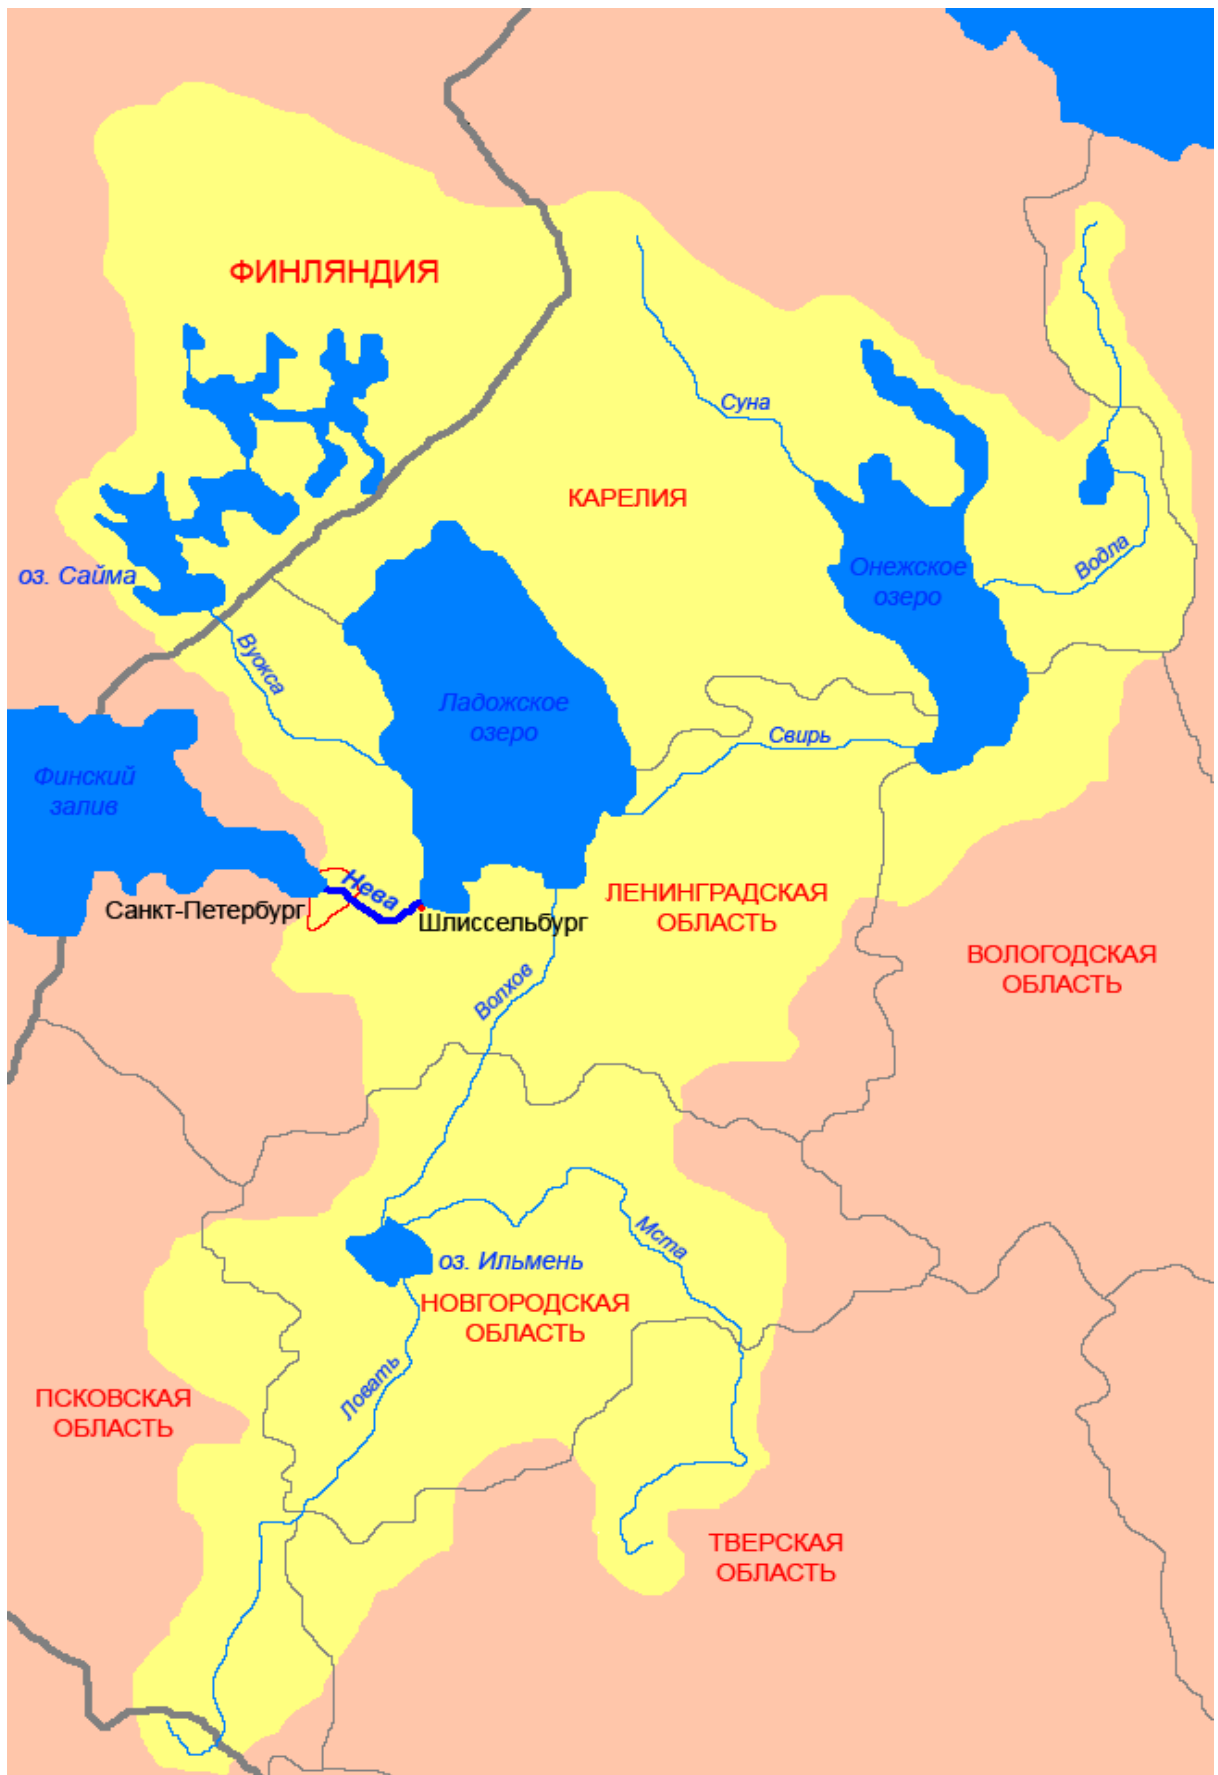 ФИНЛЯНДИЯ
Суна
КАРЕЛИЯ
оз. Сайма
Онежское
озеро
Водла
Вуокса
Ладожское
озеро
Свирь
Финский
залив
Нева
Санкт-Петербург
Шлиссельбург
ЛЕНИНГРАДСКАЯ
ОБЛАСТЬ
ВОЛОГОДСКАЯ
ОБЛАСТЬ
Волхов
Мста
оз. Ильмень
НОВГОРОДСКАЯ
ОБЛАСТЬ
Ловать
ПСКОВСКАЯ
ОБЛАСТЬ
ТВЕРСКАЯ
ОБЛАСТЬ